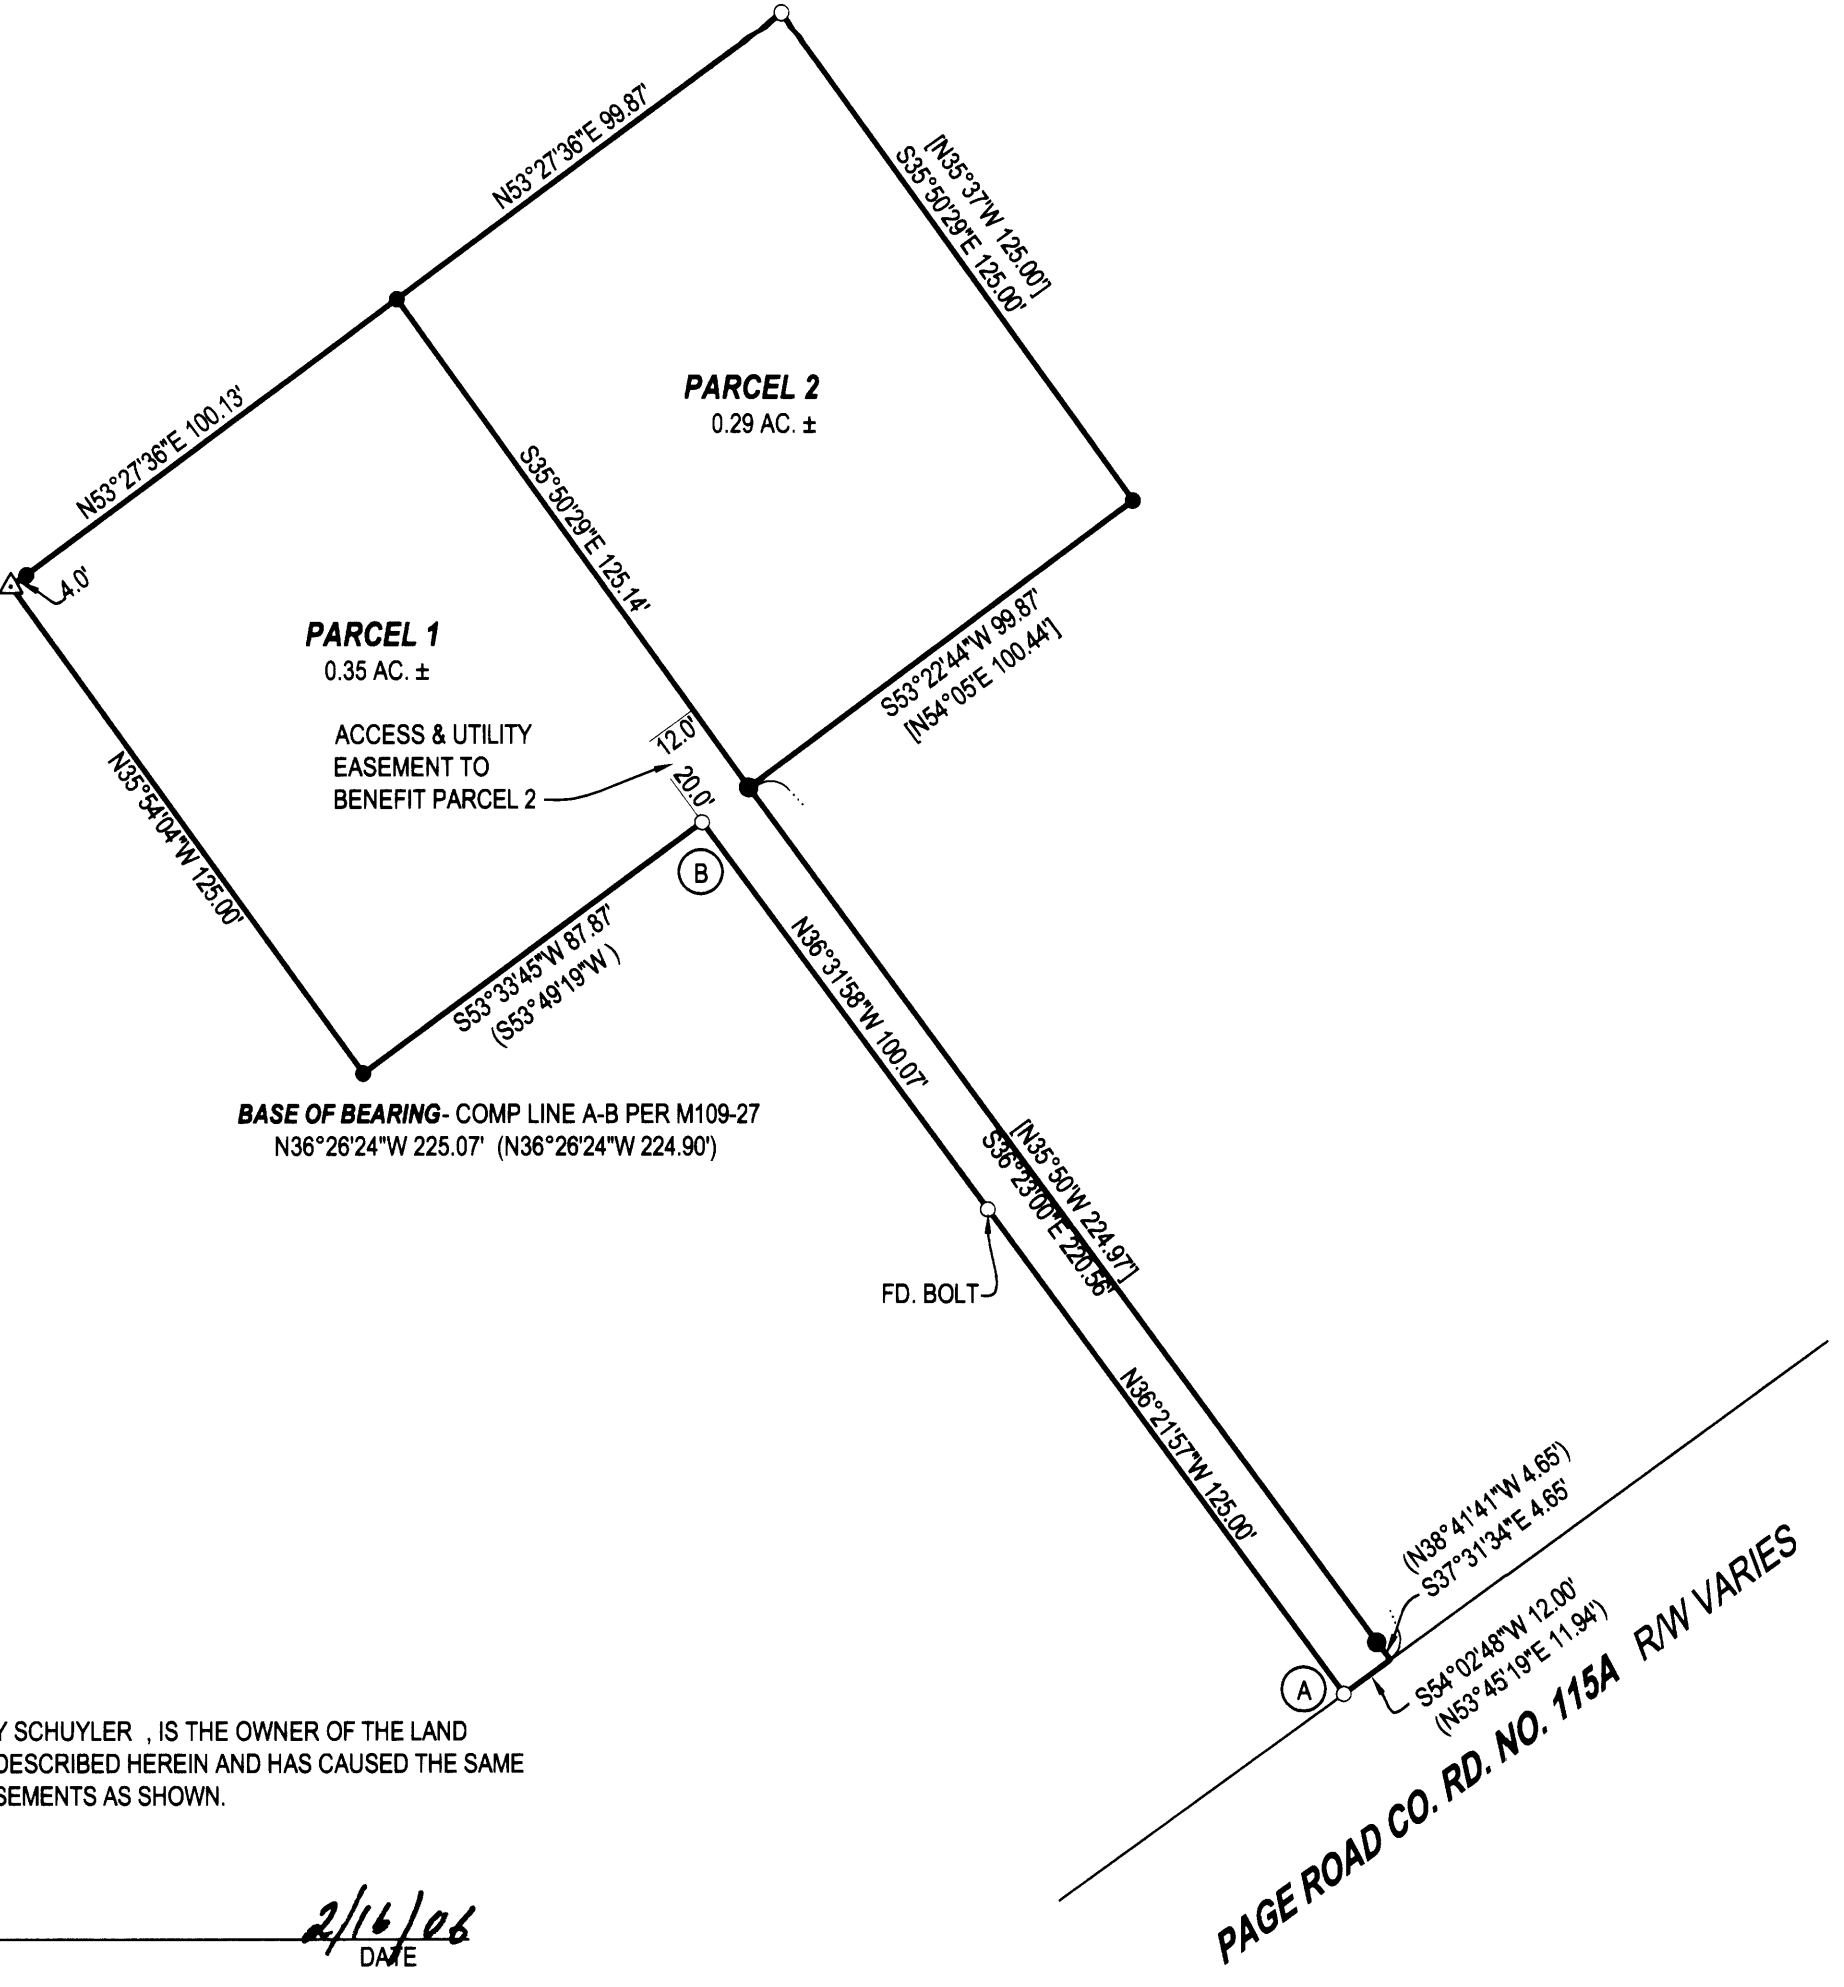 N53°27'36"E 99.87'
[N35°37'W 125.00']
S35°50'29"E 125.00'
PARCEL 2
0.29 AC. ±
N53°27'36"E 100.13'
S35°50'29"E 125.14'
4.0'
PARCEL 1
0.35 AC. ±
S53°22'44"W 99.87'
[N54°05'E 100.44']
ACCESS & UTILITY
EASEMENT TO
BENEFIT PARCEL 2
12.0'
20.0'
N35°54'04"W 125.00'
B
S53°33'45"W 87.87'
(S53°49'19"W )
N36°31'58"W 100.07'
BASE OF BEARING- COMP LINE A-B PER M109-27
N36°26'24"W 225.07' (N36°26'24"W 224.90')
[N35°50'W 224.97']
S36°23'00"E 220.56'
FD. BOLT
N36°21'57"W 125.00'
(N38°41'41"W 4.65')
S37°31'34"E 4.65'
S54°02'48"W 12.00'
(N53°45'19"E 11.94')
A
PAGE ROAD CO. RD. NO. 115A R/W VARIES
Y SCHUYLER , IS THE OWNER OF THE LAND
DESCRIBED HEREIN AND HAS CAUSED THE SAME
SEMENTS AS SHOWN.
2/16/06
DATE